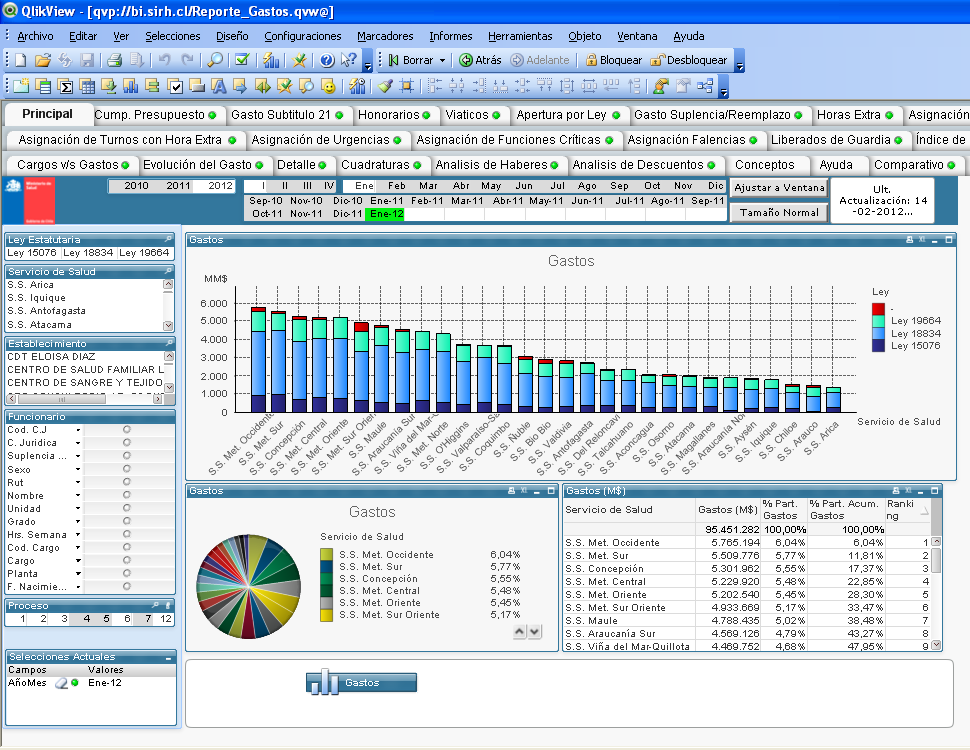 QlikView - [qvp://bi.sirh.cl/Reporte_Gastos.qvw@]
Archivo Editar Ver Selecciones Diseño Configuraciones Marcadores Informes Herramientas Objeto Ventana Ayuda
Borrar Atrás Adelante Bloquear Desbloquear
Principal Cump. Presupuesto Gasto Subtitulo 21 Honorarios Viaticos Apertura por Ley Gasto Suplencia/Reemplazo Horas Extra Asignación
Asignación de Turnos con Hora Extra Asignación de Urgencias Asignación de Funciones Críticas Asignación Falencias Liberados de Guardia Índice de
Cargos v/s Gastos Evolución del Gasto Detalle Cuadraturas Analisis de Haberes Analisis de Descuentos Conceptos Ayuda Comparativo
2010 2011 2012
I II III IV
Ene Feb Mar Abr May Jun Jul Ago Sep Oct Nov Dic
Sep-10 Nov-10 Dic-10 Ene-11 Feb-11 Mar-11 Abr-11 May-11 Jun-11 Jul-11 Ago-11 Sep-11
Oct-11 Nov-11 Dic-11 Ene-12
Ajustar a Ventana
Tamaño Normal
Ult.
Actualización: 14
-02-2012...
Ley Estatutaria
Ley 15076 Ley 18834 Ley 19664
Servicio de Salud
S.S. Arica
S.S. Iquique
S.S. Antofagasta
S.S. Atacama
Establecimiento
CDT ELOISA DIAZ
CENTRO DE SALUD FAMILIAR L
CENTRO DE SANGRE Y TEJIDO
Funcionario
Cod. C.J
C. Juridica
Suplencia ...
Sexo
Rut
Nombre
Unidad
Grado
Hrs. Semana
Cod. Cargo
Cargo
Planta
F. Nacimie...
Proceso
1 2 3 4 5 6 7 12
Selecciones Actuales
Campos Valores
AñoMes Ene-12
Gastos
Gastos
MM$
6.000
5.000
4.000
3.000
2.000
1.000
0
S.S. Met. Occidente
S.S. Met. Sur
S.S. Concepción
S.S. Met. Central
S.S. Met. Oriente
S.S. Met. Sur Orien
S.S. Maule
S.S. Araucanía Sur
S.S. Viña del Mar-
S.S. Met. Norte
S.S. O'Higgins
S.S. Valparaíso-Sa
S.S. Coquimbo
S.S. Ñuble
S.S. Bio Bio
S.S. Valdivia
S.S. Antofagasta
S.S. Del Reloncaví
S.S. Talcahuano
S.S. Aconcagua
S.S. Osorno
S.S. Atacama
S.S. Magallanes
S.S. Araucanía No
S.S. Aysén
S.S. Iquique
S.S. Chiloe
S.S. Arauco
S.S. Arica
Servicio de Salud
Ley
-
Ley 19664
Ley 18834
Ley 15076
Gastos
Gastos
Servicio de Salud
S.S. Met. Occidente 6,04%
S.S. Met. Sur 5,77%
S.S. Concepción 5,55%
S.S. Met. Central 5,48%
S.S. Met. Oriente 5,45%
S.S. Met. Sur Oriente 5,17%
Gastos (M$)
Servicio de Salud Gastos (M$) % Part. Gastos % Part. Acum. Gastos Ranki ng
95.451.282 100,00% 100,00%
S.S. Met. Occidente 5.765.194 6,04% 6,04% 1
S.S. Met. Sur 5.509.776 5,77% 11,81% 2
S.S. Concepción 5.301.962 5,55% 17,37% 3
S.S. Met. Central 5.229.920 5,48% 22,85% 4
S.S. Met. Oriente 5.202.540 5,45% 28,30% 5
S.S. Met. Sur Oriente 4.933.669 5,17% 33,47% 6
S.S. Maule 4.788.435 5,02% 38,48% 7
S.S. Araucanía Sur 4.569.126 4,79% 43,27% 8
S.S. Viña del Mar-Quillota 4.469.752 4,68% 47,95% 9
Gastos